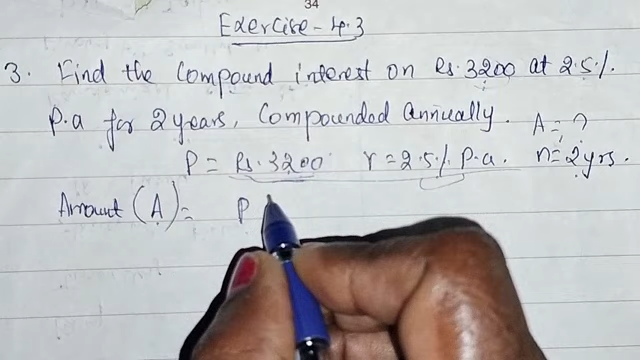 34
Exercise - 4.3
3. Find the Compound interest on Rs. 3200 at 2.5%.
p.a for 2 years, Compounded annually. A = ?
P = Rs. 3200 r = 2.5% p.a. n = 2 yrs.
Amount (A) = P